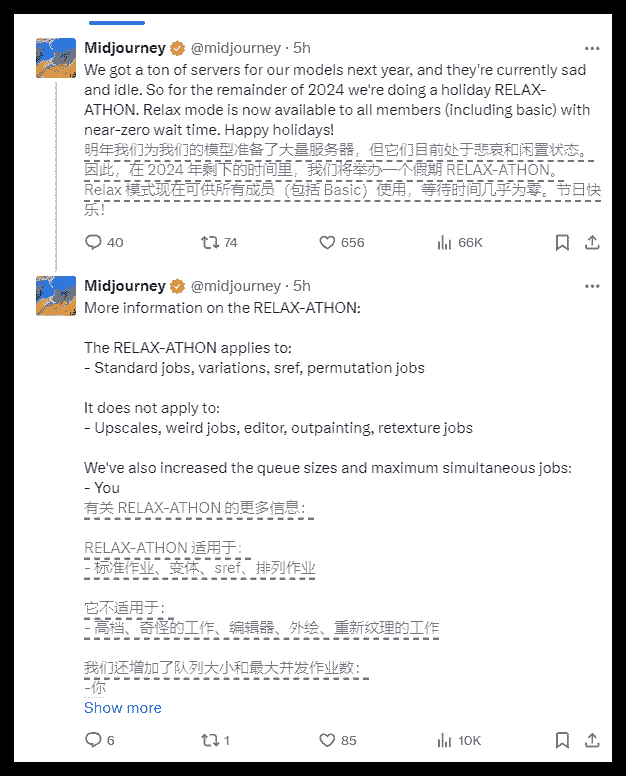 Midjourney @midjourney · 5h
We got a ton of servers for our models next year, and they're currently sad
and idle. So for the remainder of 2024 we're doing a holiday RELAX-
ATHON. Relax mode is now available to all members (including basic) with
near-zero wait time. Happy holidays!
明年我们为我们的模型准备了大量服务器，但它们目前处于悲哀和闲置状态。
因此，在 2024 年剩下的时间里，我们将举办一个假期 RELAX-ATHON。
Relax 模式现在可供所有成员（包括 Basic）使用，等待时间几乎为零。节日快
乐！
40 74 656 66K
Midjourney @midjourney · 5h
More information on the RELAX-ATHON:
The RELAX-ATHON applies to:
- Standard jobs, variations, sref, permutation jobs
It does not apply to:
- Upscales, weird jobs, editor, outpainting, retexture jobs
We've also increased the queue sizes and maximum simultaneous jobs:
- You
有关 RELAX-ATHON 的更多信息：
RELAX-ATHON 适用于：
- 标准作业、变体、sref、排列作业
它不适用于：
- 高档、奇怪的工作、编辑器、外绘、重新纹理的工作
我们还增加了队列大小和最大并发作业数：
-你
Show more
6 1 85 10K